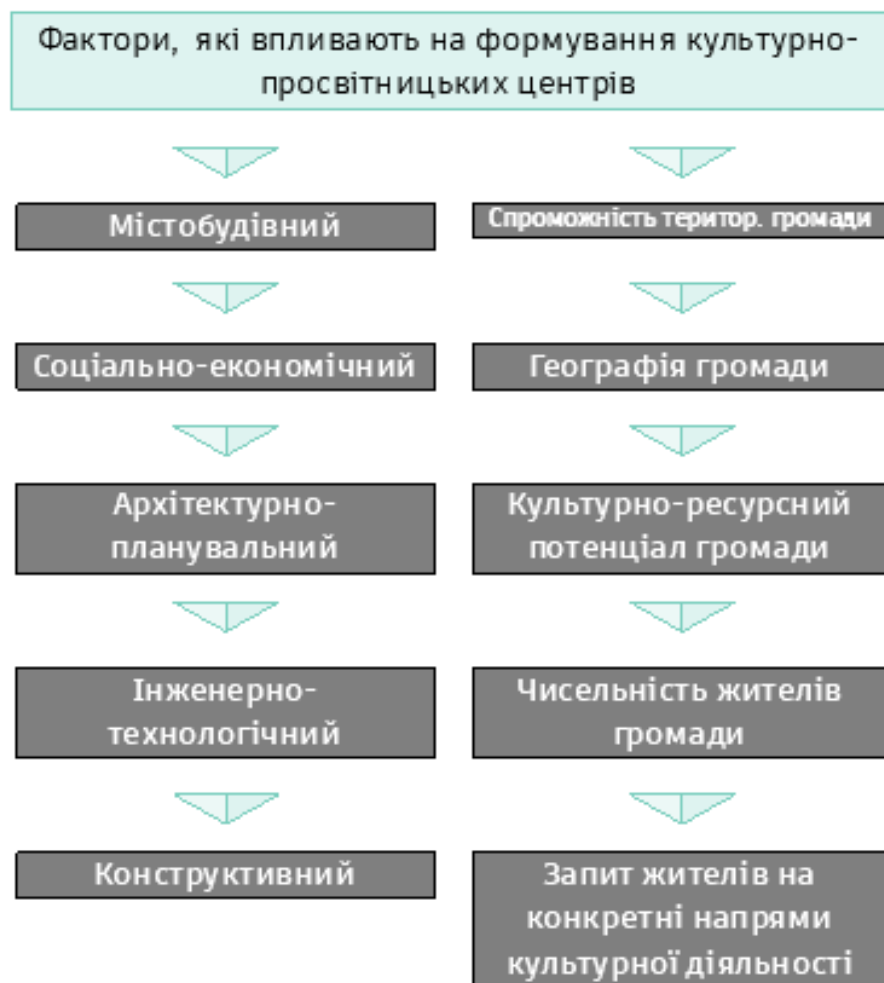 Фактори, які впливають на формування культурно-
просвітницьких центрів
Містобудівний
Спроможність територ. громади
Соціально-економічний
Географія громади
Архітектурно-
планувальний
Культурно-ресурсний
потенціал громади
Інженерно-
технологічний
Чисельність жителів
громади
Конструктивний
Запит жителів на
конкретні напрями
культурної діяльності